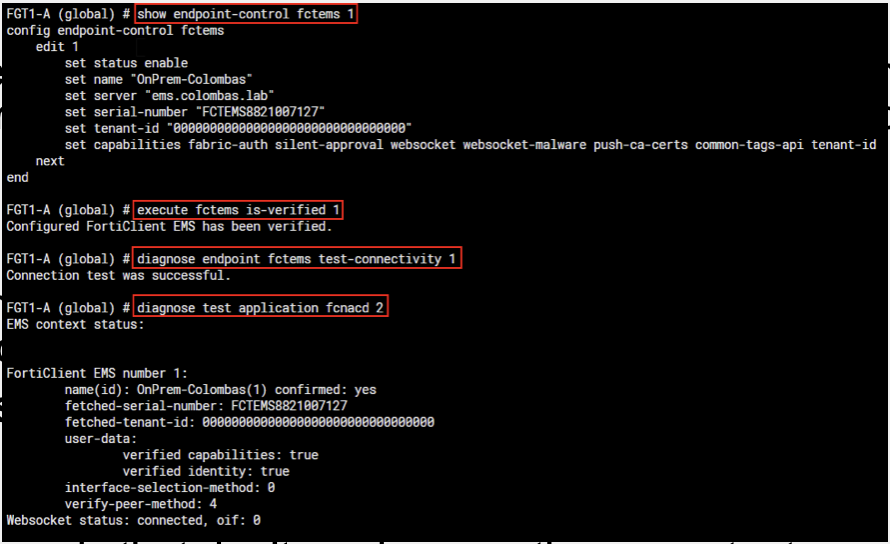 FGT1-A (global) # show endpoint-control fctems 1
config endpoint-control fctems
edit 1
set status enable
set name "OnPrem-Colombas"
set server "ems.colombas.lab"
set serial-number "FCTEMS8821007127"
set tenant-id "00000000000000000000000000000000"
set capabilities fabric-auth silent-approval websocket websocket-malware push-ca-certs common-tags-api tenant-id
next
end
FGT1-A (global) # execute fctems is-verified 1
Configured FortiClient EMS has been verified.
FGT1-A (global) # diagnose endpoint fctems test-connectivity 1
Connection test was successful.
FGT1-A (global) # diagnose test application fcnacd 2
EMS context status:
FortiClient EMS number 1:
name(id): OnPrem-Colombas(1) confirmed: yes
fetched-serial-number: FCTEMS8821007127
fetched-tenant-id: 00000000000000000000000000000000
user-data:
verified capabilities: true
verified identity: true
interface-selection-method: 0
verify-peer-method: 4
Websocket status: connected, oif: 0